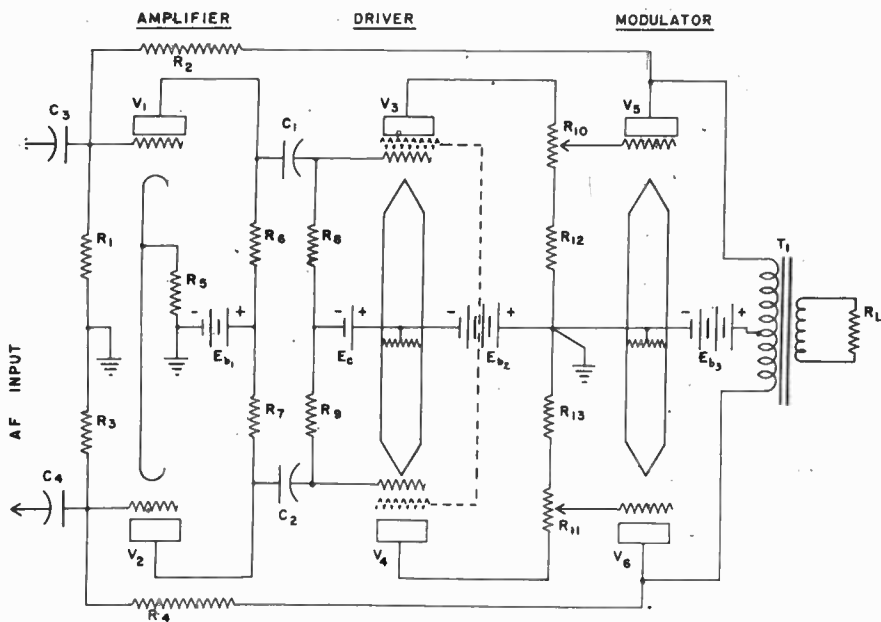 AMPLIFIER
DRIVER
MODULATOR
R2
C3
V1
V3
C1
R10
V5
R1
R6
R8
R12
T1
R5
- +
- +
- +
- +
RL
Eb1
Ec
Eb2
Eb3
AF INPUT
R3
R7
R9
R13
C4
C2
R11
V2
V4
V6
R4